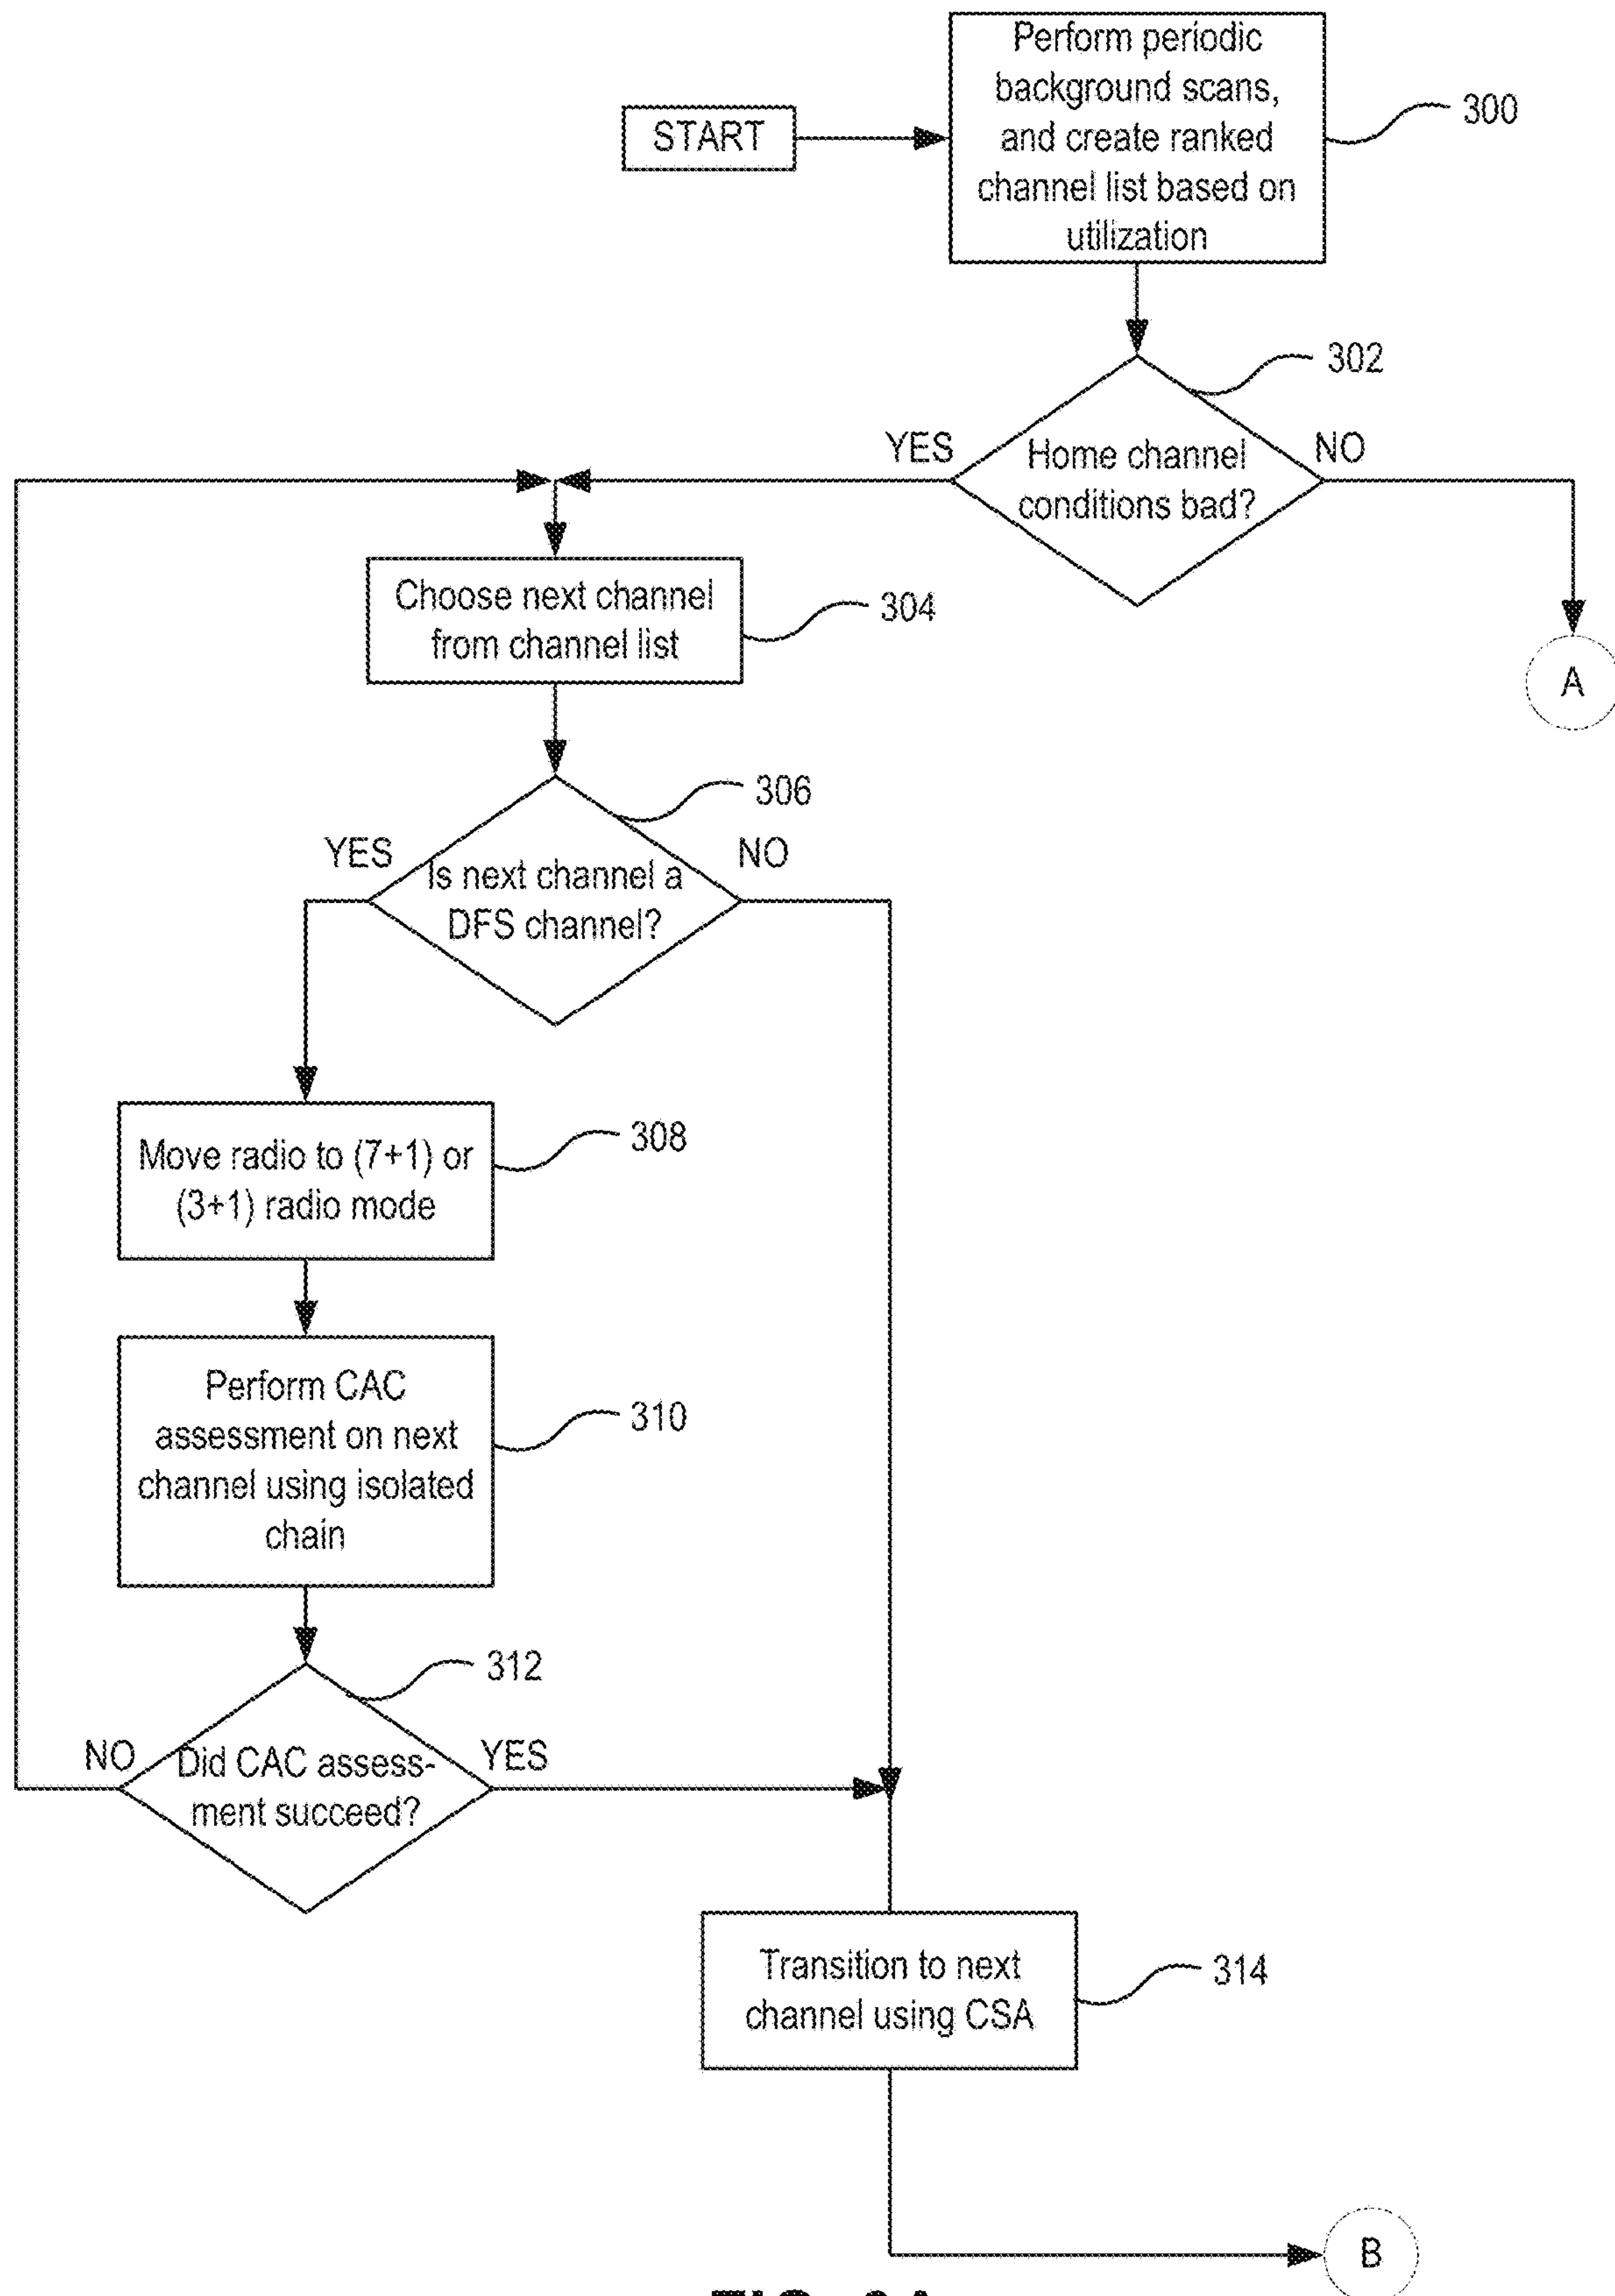 START
Perform periodic
background scans,
and create ranked
channel list based on
utilization
300
302
YES
Home channel
conditions bad?
NO
A
Choose next channel
from channel list
304
306
YES
Is next channel a
DFS channel?
NO
Move radio to (7+1) or
(3+1) radio mode
308
Perform CAC
assessment on next
channel using isolated
chain
310
312
NO
Did CAC assess-
ment succeed?
YES
Transition to next
channel using CSA
314
B